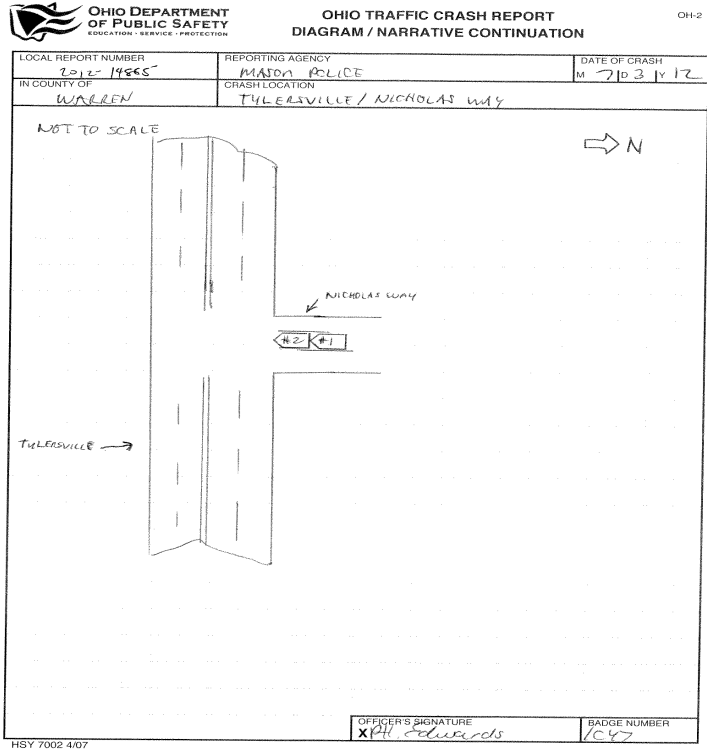 OHIO DEPARTMENT
OF PUBLIC SAFETY
EDUCATION - SERVICE - PROTECTION
OHIO TRAFFIC CRASH REPORT
DIAGRAM / NARRATIVE CONTINUATION
OH-2
LOCAL REPORT NUMBER
2012-14865
REPORTING AGENCY
MASON POLICE
DATE OF CRASH
M 7 D 3 Y 12
IN COUNTY OF
WARREN
CRASH LOCATION
TYLERSVILLE / NICHOLAS WAY
NOT TO SCALE
N
NICHOLAS WAY
#2 #1
TYLERSVILLE
OFFICER'S SIGNATURE
X Ptl. Edwards
BADGE NUMBER
1C47
HSY 7002 4/07